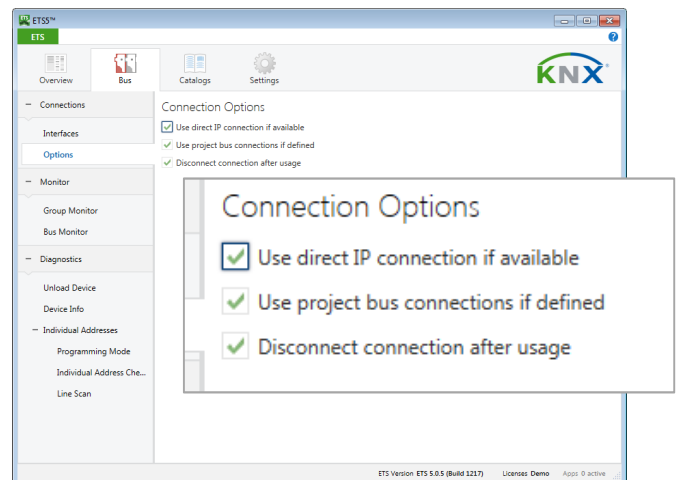 ETS5™
ETS
Overview
Bus
Catalogs
Settings
KNX®
Connections
Interfaces
Options
Monitor
Group Monitor
Bus Monitor
Diagnostics
Unload Device
Device Info
Individual Addresses
Programming Mode
Individual Address Che...
Line Scan
Connection Options
Use direct IP connection if available
Use project bus connections if defined
Disconnect connection after usage
Connection Options
Use direct IP connection if available
Use project bus connections if defined
Disconnect connection after usage
ETS Version ETS 5.0.5 (Build 1217) Licenses Demo Apps 0 active